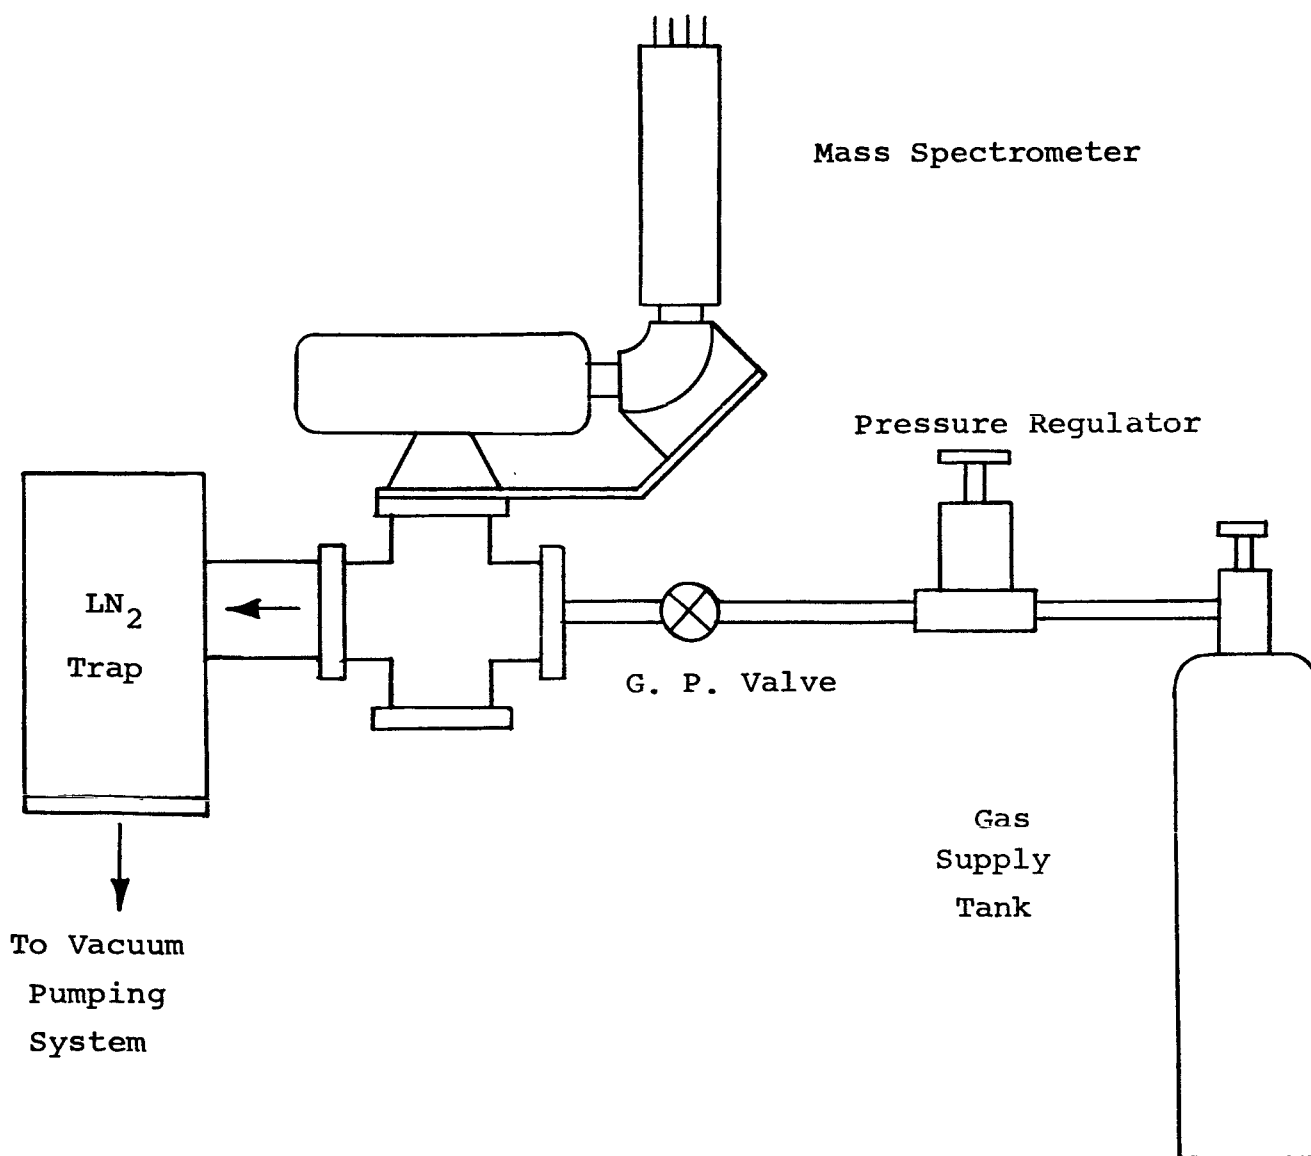 Mass Spectrometer
Pressure Regulator
LN2
Trap
G. P. Valve
Gas
Supply
Tank
To Vacuum
Pumping
System